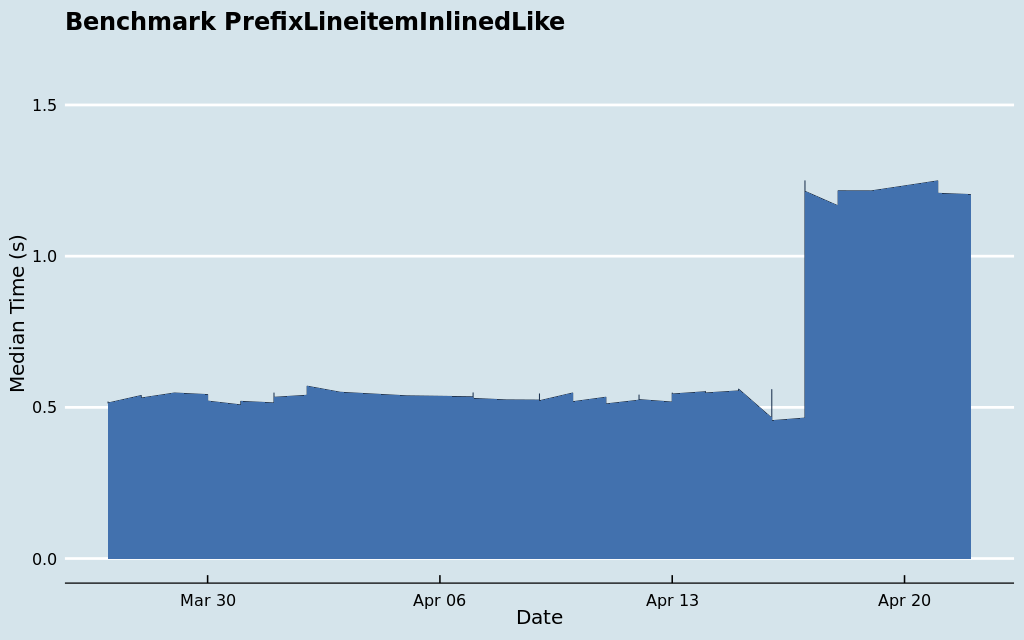 Benchmark PrefixLineitemInlinedLike
1.5
1.0
0.5
0.0
Median Time (s)
Mar 30 Apr 06 Apr 13 Apr 20
Date